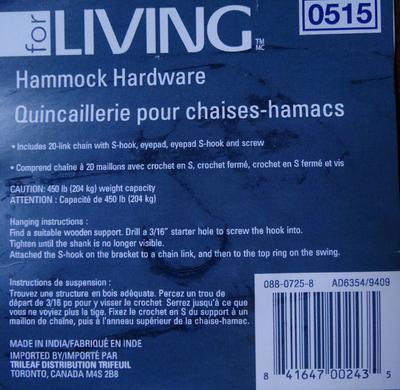 for LIVING TM MC
0515
Hammock Hardware
Quincaillerie pour chaises-hamacs
• Includes 20-link chain with S-hook, eyepad, eyepad S-hook and screw
• Comprend chaîne à 20 maillons avec crochet en S, crochet fermé, crochet en S fermé et vis
CAUTION: 450 lb (204 kg) weight capacity
ATTENTION : Capacité de 450 lb (204 kg)
Hanging instructions :
Find a suitable wooden support. Drill a 3/16" starter hole to screw the hook into.
Tighten until the shank is no longer visible.
Attached the S-hook on the bracket to a chain link, and then to the top ring on the swing.
Instructions de suspension :
Trouvez une structure en bois adéquate. Percez un trou de
départ de 3/16 po pour y visser le crochet. Serrez jusqu'à ce que
vous ne voyiez plus la tige. Fixez le crochet en S du support à un
maillon de chaîne, puis à l'anneau supérieur de la chaise-hamac.
MADE IN INDIA/FABRIQUÉ EN INDE
IMPORTED BY/IMPORTÉ PAR
TRILEAF DISTRIBUTION TRIFEUIL
TORONTO, CANADA M4S 2B8
088-0725-8 AD6354/9409
8 41647 00243 5